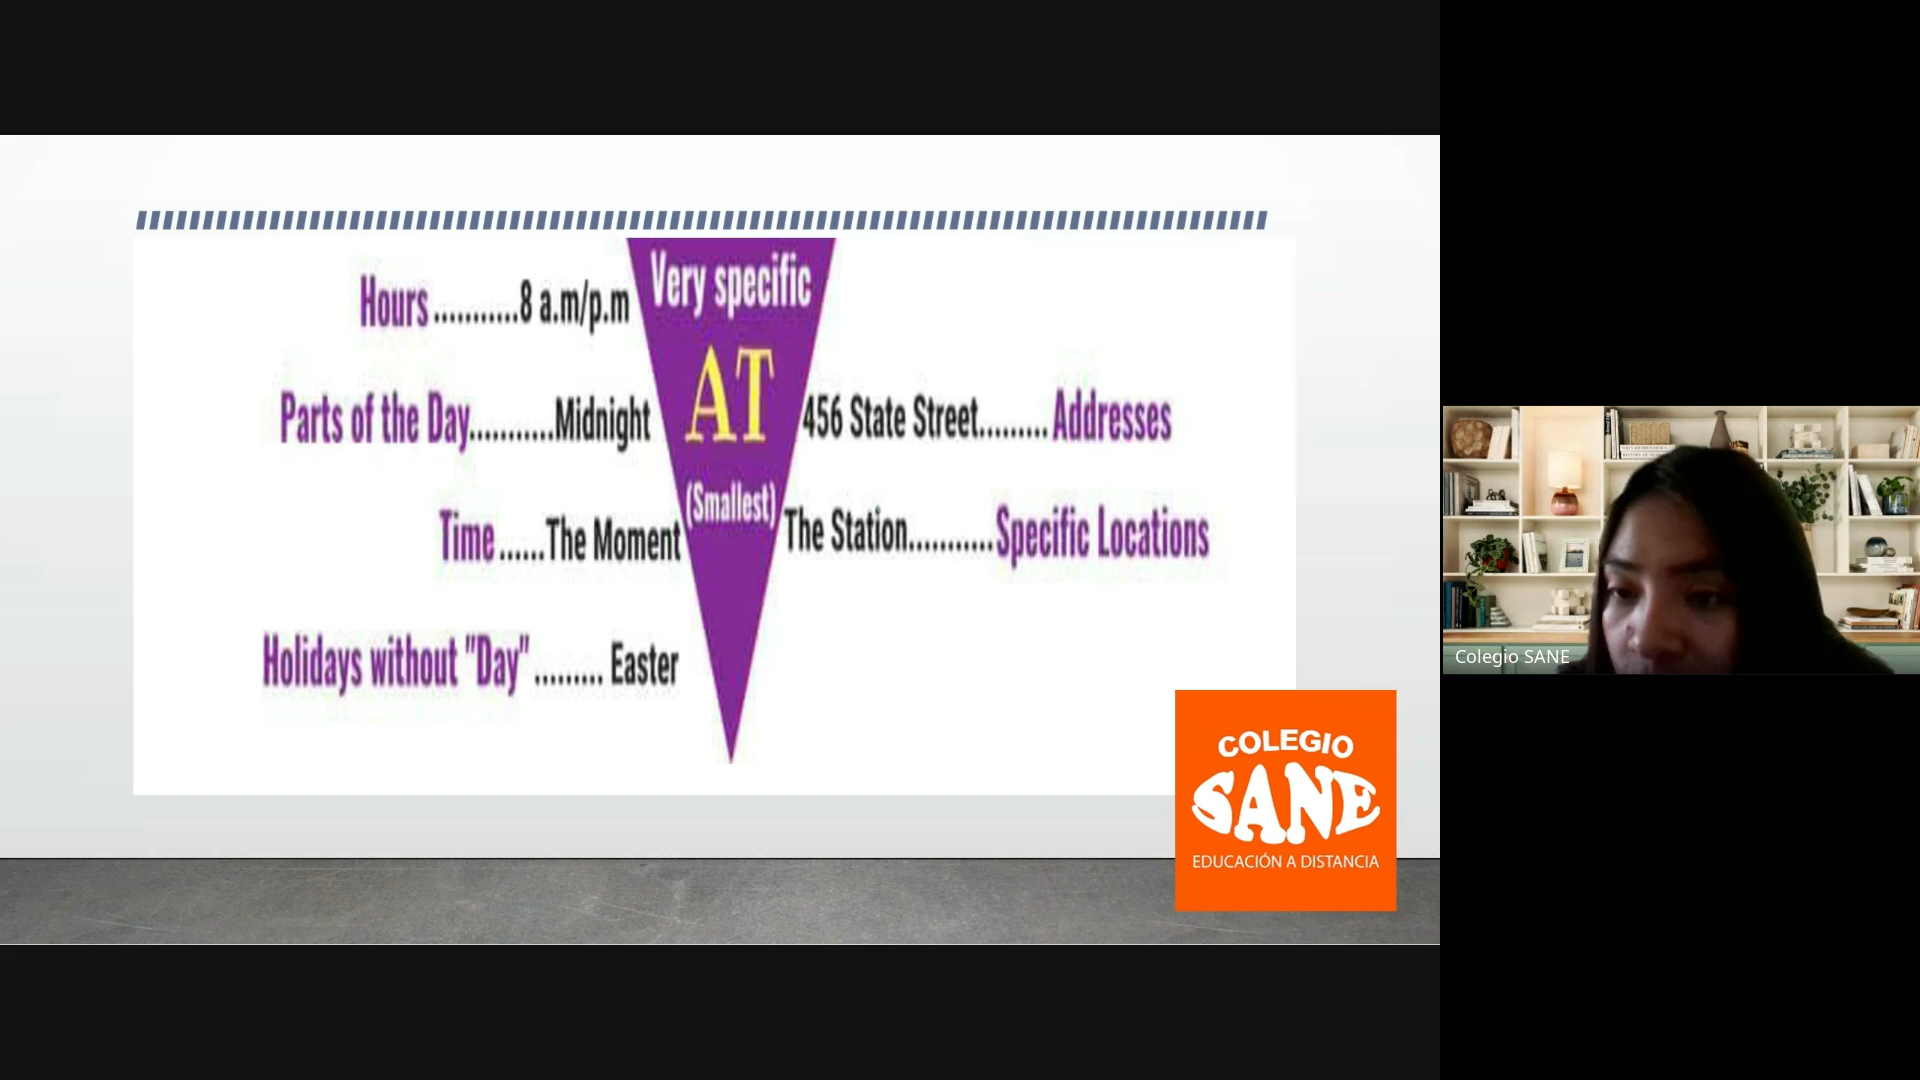 Very specific
Hours ...........8 a.m/p.m
AT
Parts of the Day...........Midnight
456 State Street.........Addresses
(Smallest)
Time ......The Moment
The Station...........Specific Locations
Holidays without "Day" ......... Easter
COLEGIO
SANE
EDUCACIÓN A DISTANCIA
Colegio SANE